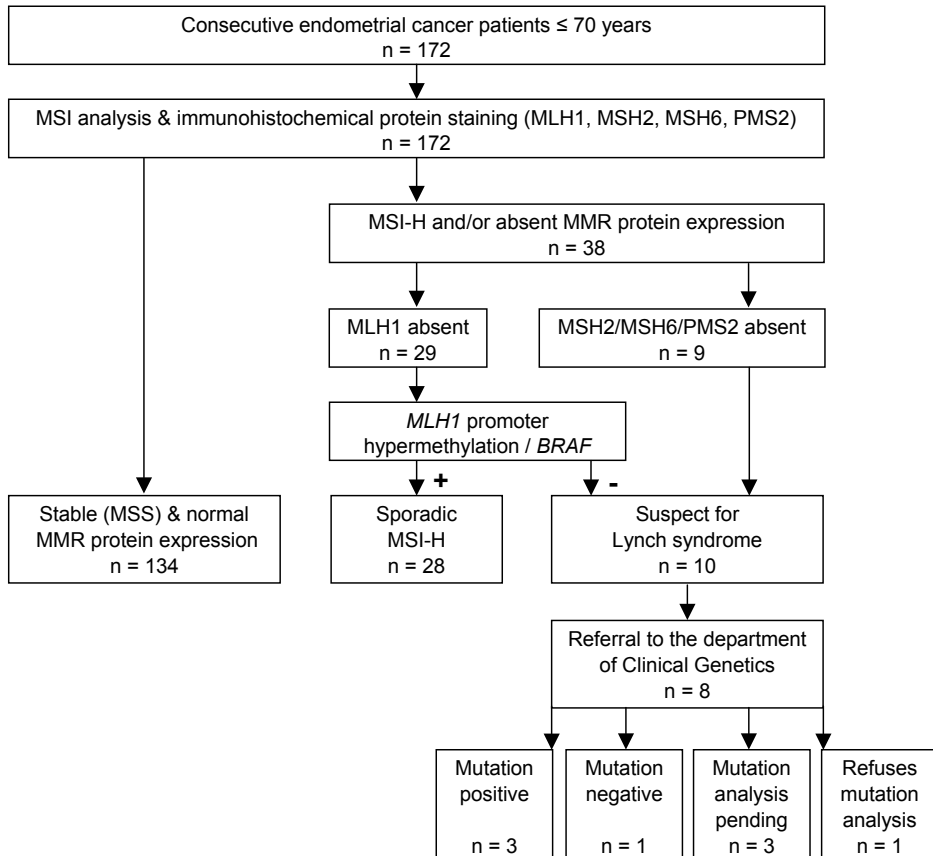 Consecutive endometrial cancer patients ≤ 70 years
n = 172
MSI analysis & immunohistochemical protein staining (MLH1, MSH2, MSH6, PMS2)
n = 172
MSI-H and/or absent MMR protein expression
n = 38
MLH1 absent
n = 29
MSH2/MSH6/PMS2 absent
n = 9
MLH1 promoter
hypermethylation / BRAF
+
-
Stable (MSS) & normal
MMR protein expression
n = 134
Sporadic
MSI-H
n = 28
Suspect for
Lynch syndrome
n = 10
Referral to the department
of Clinical Genetics
n = 8
Mutation
positive
n = 3
Mutation
negative
n = 1
Mutation
analysis
pending
n = 3
Refuses
mutation
analysis
n = 1